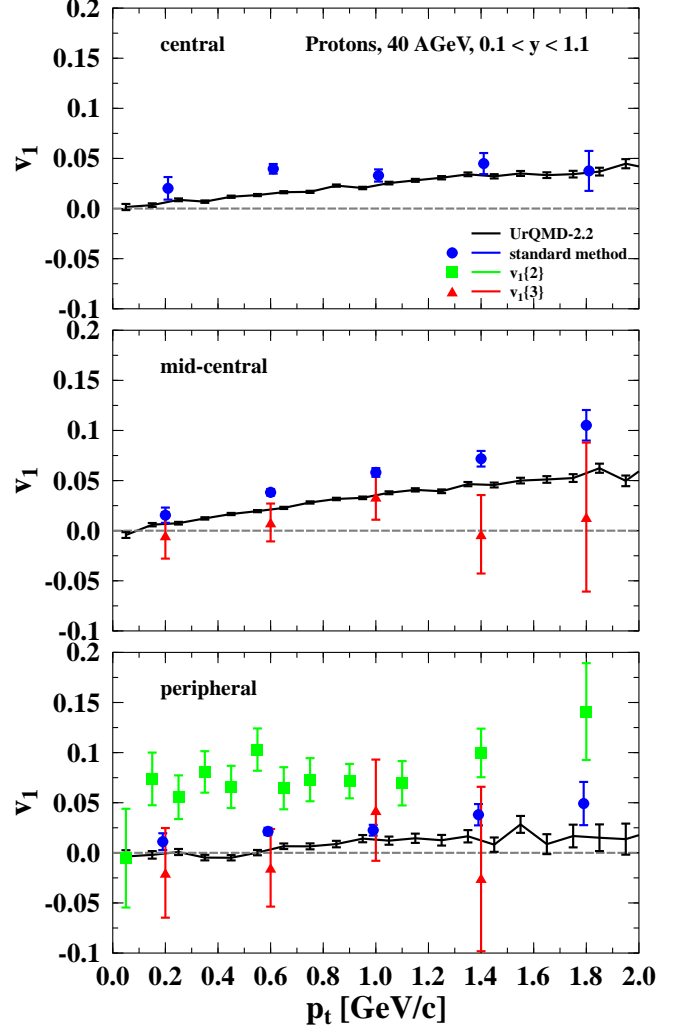 0.2
central Protons, 40 AGeV, 0.1 < y < 1.1
0.15
0.1
v1
0.05
0.0
UrQMD-2.2
standard method
-0.05
v1{2}
v1{3}
-0.1
mid-central
0.15
0.1
v1
0.05
0.0
-0.05
-0.1
0.2
peripheral
0.15
0.1
v1
0.05
0.0
-0.05
-0.1
0.0 0.2 0.4 0.6 0.8 1.0 1.2 1.4 1.6 1.8 2.0
pt [GeV/c]